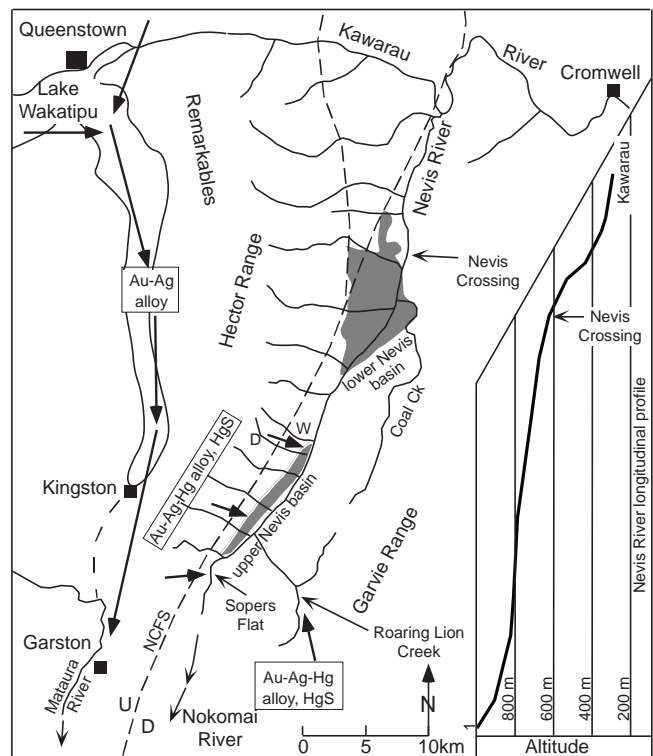 Queenstown
Kawarau
River
Cromwell
Lake
Wakatipu
Remarkables
Nevis River
Kawarau
Nevis
Crossing
Au-Ag
alloy
Hector Range
Nevis
Crossing
lower Nevis
basin
Coal Ck
D
W
Au-Ag-Hg alloy, HgS
Kingston
upper Nevis basin
Garvie Range
Nevis River longitudinal profile
Sopers
Flat
NCFS
Roaring Lion
Creek
Garston
Mataura
River
Au-Ag-Hg
alloy, HgS
N
U
D
Nokomai
River
0 5 10km
1
800 m
600 m
400 m
200 m
Altitude